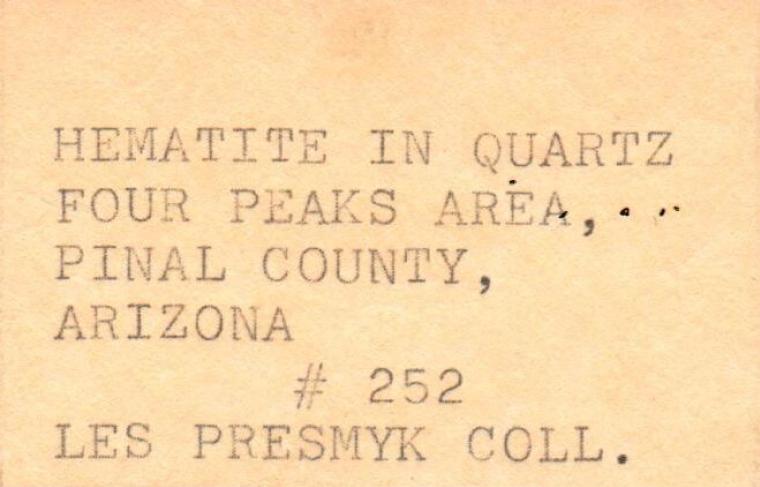 HEMATITE IN QUARTZ
FOUR PEAKS AREA,
PINAL COUNTY,
ARIZONA
# 252
LES PRESMYK COLL.